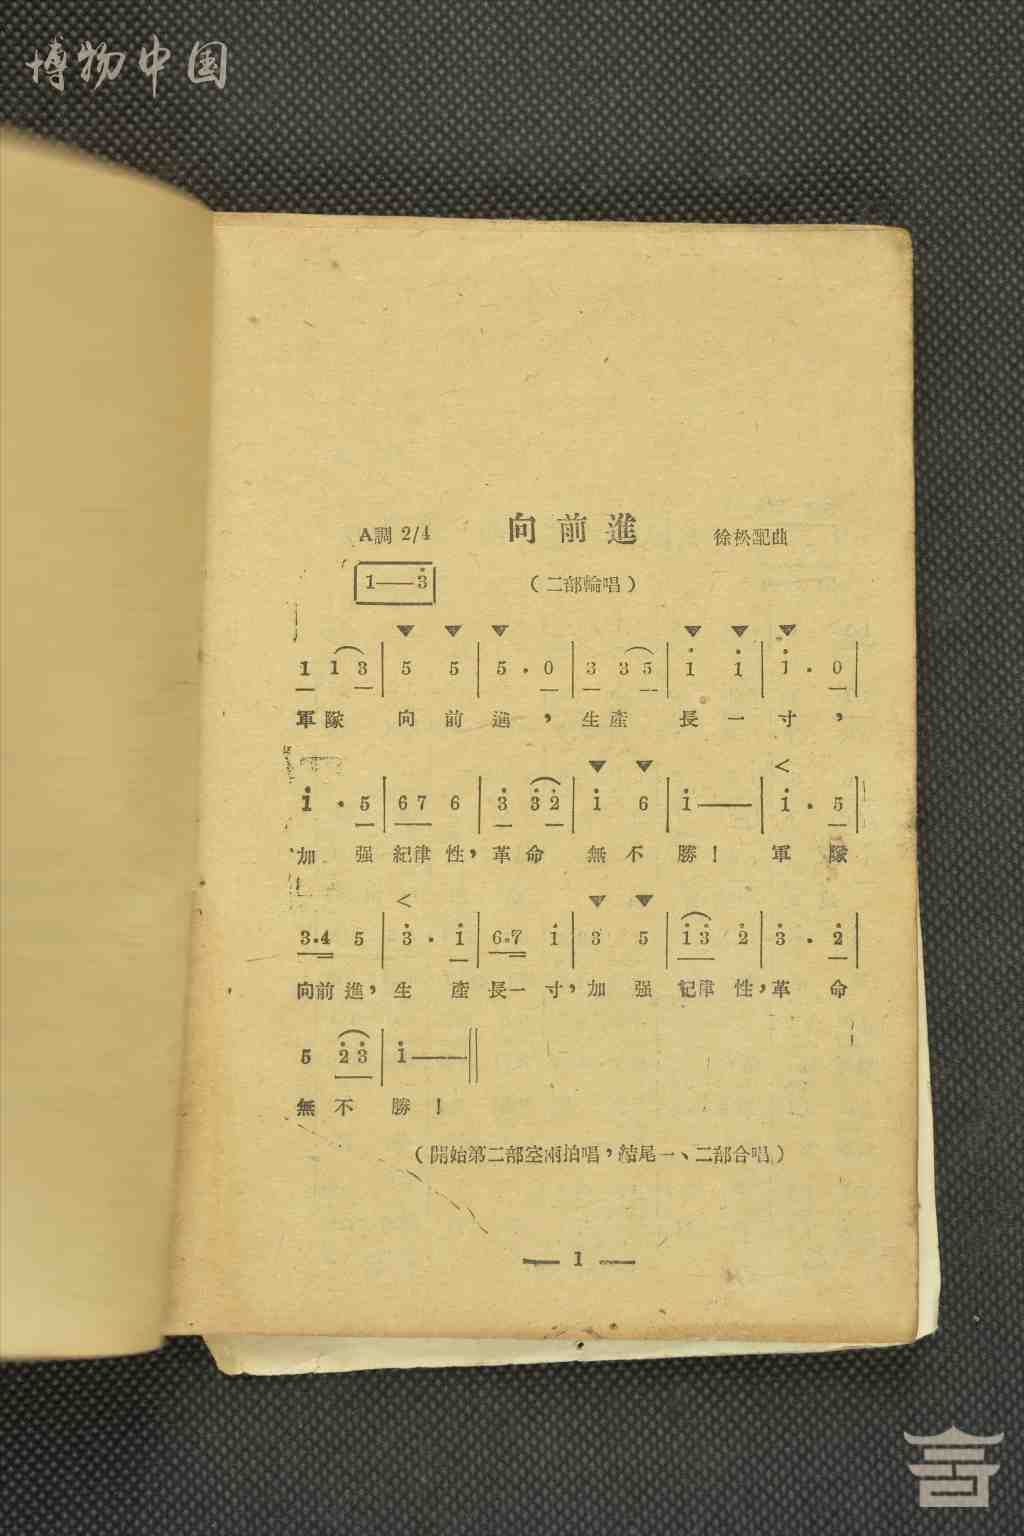 博物中国
A調 2/4 向前進 徐松配曲
1——3̇ （二部輪唱）
1 1 3 | 5 5 | 5 . 0 | 3 3 5 | i̇ i̇ | i̇ . 0 |
軍隊 向前進，生產 長一寸，
i̇ . 5 | 6 7 6 | 3̇ 3̇ 2̇ | i̇ 6 | i̇ —— | i̇ . 5 |
加 强紀律性，革命 無不勝！ 軍 隊
3.4 5 | 3̇ . i̇ | 6.7 i̇ | 3 5 | i̇ 3̇ 2̇ | 3̇ . 2̇ |
向前進，生 產長一寸，加强紀律性，革 命
5 2̇ 3̇ | i̇ —— ‖
無不勝！
（開始第二部空兩拍唱，結尾一、二部合唱）
— 1 —